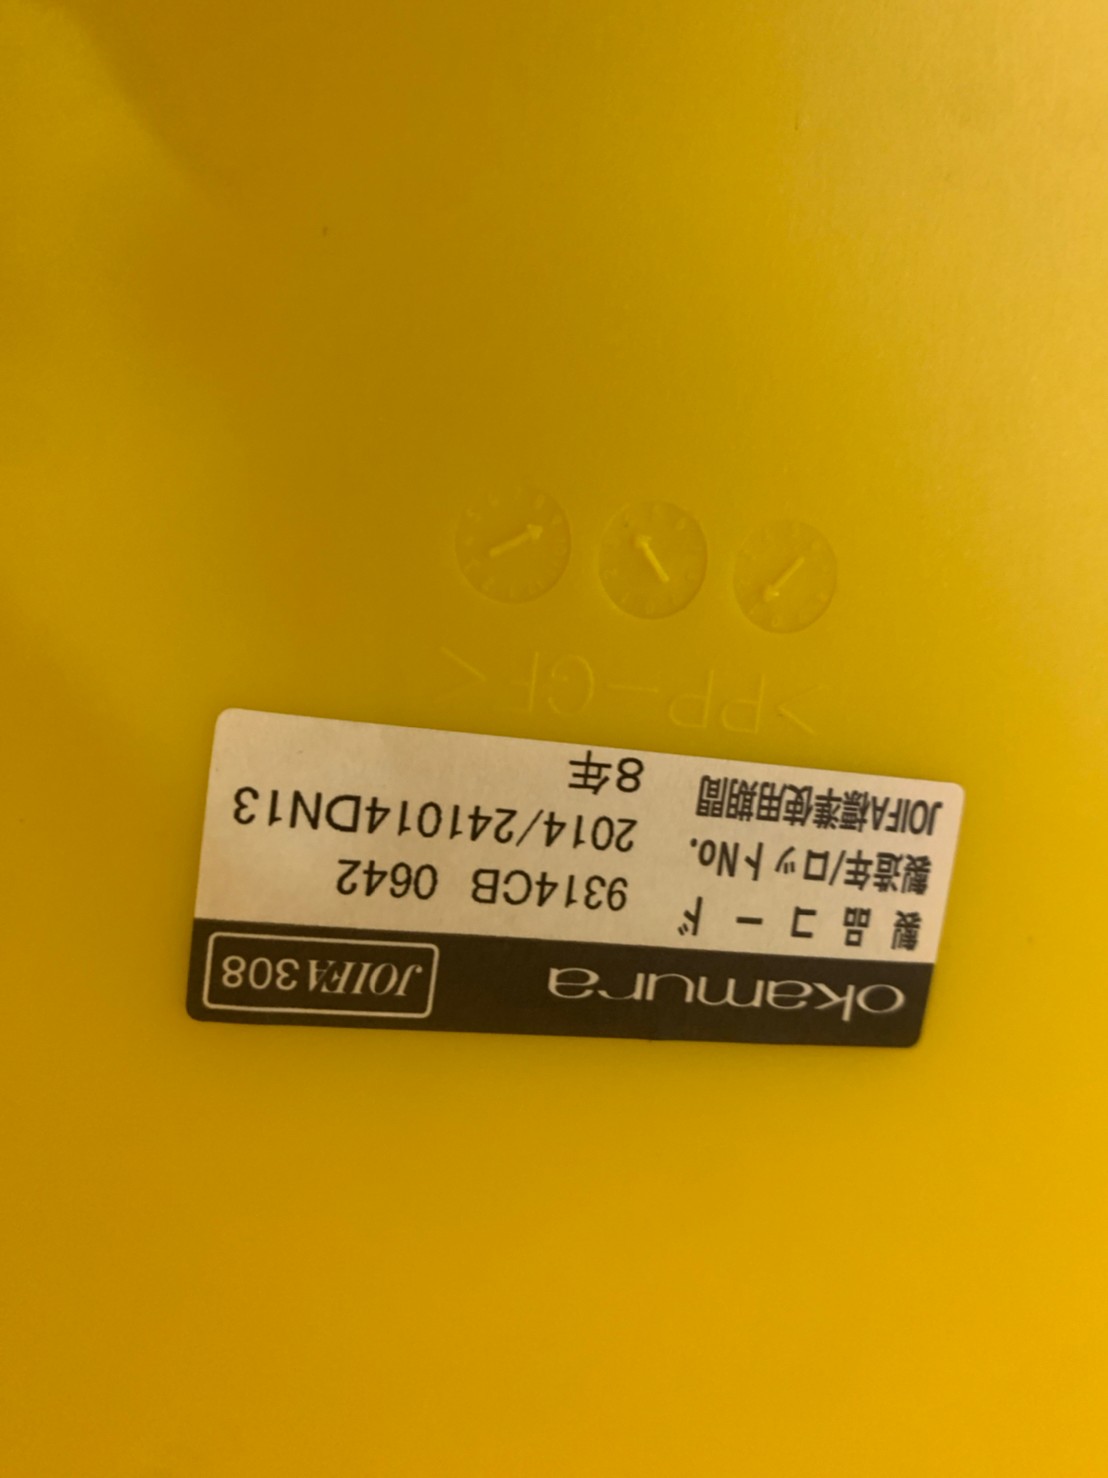 okamura JOIFA308
製品コード 9314CB 0642
製造年/ロットNo. 2014/241014DN13
JOIFA標準使用期間 8年
>PP-GF<